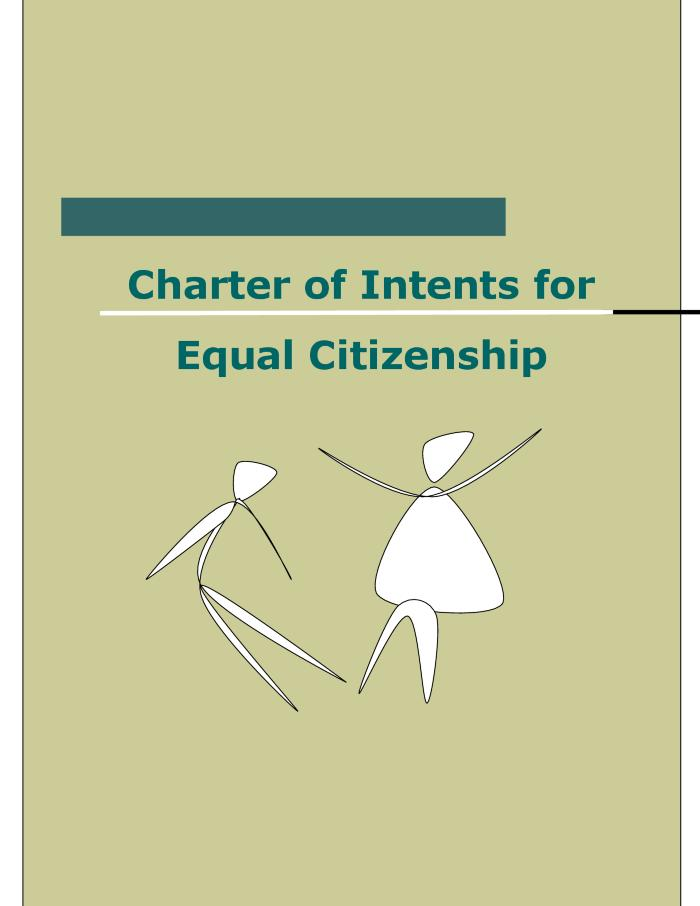 Charter of Intents for
Equal Citizenship